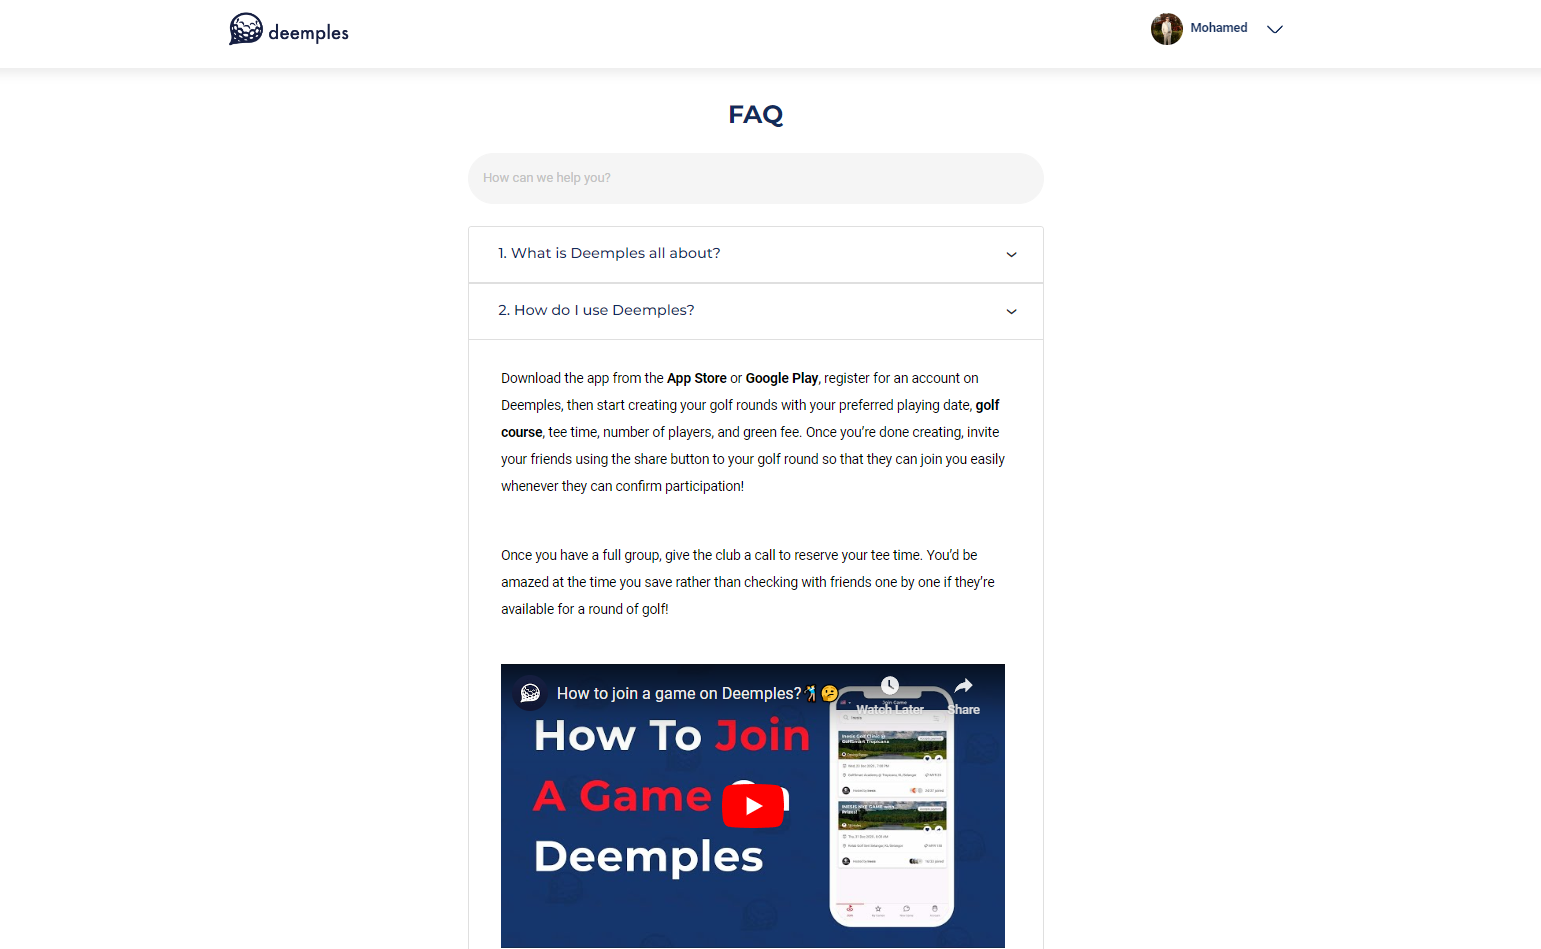 deemples
Mohamed
FAQ
How can we help you?
1. What is Deemples all about?
2. How do I use Deemples?
Download the app from the App Store or Google Play, register for an account on
Deemples, then start creating your golf rounds with your preferred playing date, golf
course, tee time, number of players, and green fee. Once you’re done creating, invite
your friends using the share button to your golf round so that they can join you easily
whenever they can confirm participation!
Once you have a full group, give the club a call to reserve your tee time. You’d be
amazed at the time you save rather than checking with friends one by one if they’re
available for a round of golf!
How to join a game on Deemples?🏌🤔
Watch Later
Share
How To Join
A Game
Deemples
Join Game
Home